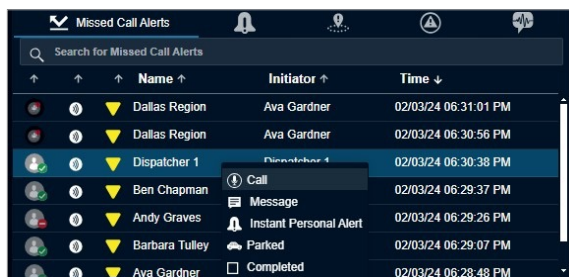 Missed Call Alerts
Search for Missed Call Alerts
Name Initiator Time
Dallas Region Ava Gardner 02/03/24 06:31:01 PM
Dallas Region Ava Gardner 02/03/24 06:30:56 PM
Dispatcher 1 Dispatcher 1 02/03/24 06:30:38 PM
Ben Chapman 02/03/24 06:29:37 PM
Andy Graves 02/03/24 06:29:26 PM
Barbara Tulley 02/03/24 06:29:07 PM
Ava Gardner 02/03/24 06:28:48 PM
Call
Message
Instant Personal Alert
Parked
Completed